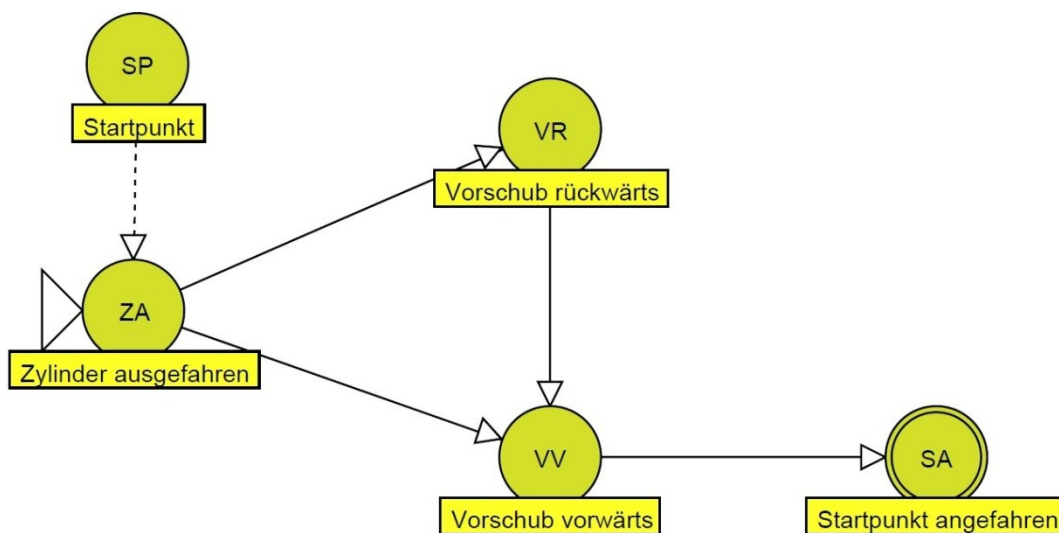 SP
Startpunkt
VR
Vorschub rückwärts
ZA
Zylinder ausgefahren
VV
Vorschub vorwärts
SA
Startpunkt angefahren